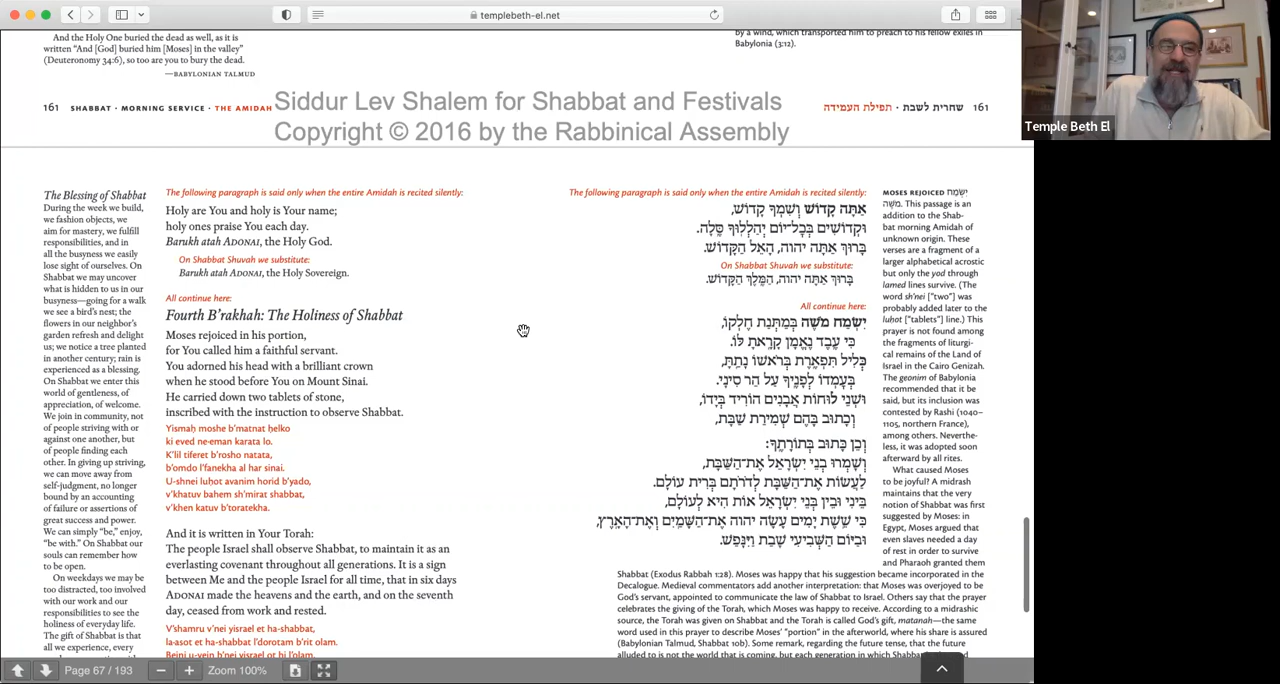 templebeth-el.net
And the Holy One buried the dead as well, as it is
written “And [God] buried him [Moses] in the valley”
(Deuteronomy 34:6), so too are you to bury the dead.
—BABYLONIAN TALMUD
by a wind, which transported him to preach to his fellow exiles in
Babylonia (3:12).
161 SHABBAT · MORNING SERVICE · THE AMIDAH
Siddur Lev Shalem for Shabbat and Festivals
Copyright © 2016 by the Rabbinical Assembly
שחרית לשבת · תפילת העמידה 161
Temple Beth El
The Blessing of Shabbat
During the week we build,
we fashion objects, we
aim for mastery, we fulfill
responsibilities, and in
all the busyness we easily
lose sight of ourselves. On
Shabbat we may uncover
what is hidden to us in our
busyness—going for a walk
we see a bird's nest; the
flowers in our neighbor's
garden refresh and delight
us; we notice a tree planted
in another century; rain is
experienced as a blessing.
On Shabbat we enter this
world of gentleness, of
appreciation, of welcome.
We join in community, not
of people striving with or
against one another, but
of people finding each
other. In giving up striving,
we can move away from
self-judgment, no longer
bound by an accounting
of failure or assertions of
great success and power.
We can simply “be,” enjoy,
“be with.” On Shabbat our
souls can remember how
to be open.
On weekdays we may be
too distracted, too involved
with our work and our
responsibilities to see the
holiness of everyday life.
The gift of Shabbat is that
all we experience, every
The following paragraph is said only when the entire Amidah is recited silently:
Holy are You and holy is Your name;
holy ones praise You each day.
Barukh atah ADONAI, the Holy God.
On Shabbat Shuvah we substitute:
Barukh atah ADONAI, the Holy Sovereign.
All continue here:
Fourth B'rakhah: The Holiness of Shabbat
Moses rejoiced in his portion,
for You called him a faithful servant.
You adorned his head with a brilliant crown
when he stood before You on Mount Sinai.
He carried down two tablets of stone,
inscribed with the instruction to observe Shabbat.
Yismaḥ moshe b'matnat ḥelko
ki eved ne·eman karata lo.
K'lil tiferet b'rosho natata,
b'omdo l'fanekha al har sinai.
U-shnei luḥot avanim horid b'yado,
v'khatuv bahem sh'mirat shabbat,
v'khen katuv b'toratekha.
And it is written in Your Torah:
The people Israel shall observe Shabbat, to maintain it as an
everlasting covenant throughout all generations. It is a sign
between Me and the people Israel for all time, that in six days
ADONAI made the heavens and the earth, and on the seventh
day, ceased from work and rested.
V'shamru v'nei yisrael et ha-shabbat,
la·asot et ha-shabbat l'dorotam b'rit olam.
Beini u-vein b'nei yisrael ot hi l'olam,
The following paragraph is said only when the entire Amidah is recited silently:
אַתָּה קָדוֹשׁ וְשִׁמְךָ קָדוֹשׁ,
וּקְדוֹשִׁים בְּכׇל־יוֹם יְהַלְלוּךָ סֶּלָה.
בָּרוּךְ אַתָּה יהוה, הָאֵל הַקָּדוֹשׁ.
On Shabbat Shuvah we substitute:
בָּרוּךְ אַתָּה יהוה, הַמֶּלֶךְ הַקָּדוֹשׁ.
All continue here:
יִשְׂמַח מֹשֶׁה בְּמַתְּנַת חֶלְקוֹ,
כִּי עֶבֶד נֶאֱמָן קָרָאתָ לּוֹ.
כְּלִיל תִּפְאֶרֶת בְּרֹאשׁוֹ נָתַתָּ,
בְּעׇמְדוֹ לְפָנֶיךָ עַל הַר סִינַי.
וּשְׁנֵי לוּחוֹת אֲבָנִים הוֹרִיד בְּיָדוֹ,
וְכָתוּב בָּהֶם שְׁמִירַת שַׁבָּת,
וְכֵן כָּתוּב בְּתוֹרָתֶךָ:
וְשָׁמְרוּ בְנֵי יִשְׂרָאֵל אֶת־הַשַּׁבָּת,
לַעֲשׂוֹת אֶת־הַשַּׁבָּת לְדֹרֹתָם בְּרִית עוֹלָם.
בֵּינִי וּבֵין בְּנֵי יִשְׂרָאֵל אוֹת הִיא לְעוֹלָם,
כִּי שֵׁשֶׁת יָמִים עָשָׂה יהוה אֶת־הַשָּׁמַיִם וְאֶת־הָאָרֶץ,
וּבַיּוֹם הַשְּׁבִיעִי שָׁבַת וַיִּנָּפַשׁ.
MOSES REJOICED יִשְׂמַח
מֹשֶׁה. This passage is an
addition to the Shab-
bat morning Amidah of
unknown origin. These
verses are a fragment of a
larger alphabetical acrostic
but only the yod through
lamed lines survive. (The
word sh'nei [“two”] was
probably added later to the
luḥot [“tablets”] line.) This
prayer is not found among
the fragments of liturgi-
cal remains of the Land of
Israel in the Cairo Genizah.
The geonim of Babylonia
recommended that it be
said, but its inclusion was
contested by Rashi (1040–
1105, northern France),
among others. Neverthe-
less, it was adopted soon
afterward by all rites.
What caused Moses
to be joyful? A midrash
maintains that the very
notion of Shabbat was first
suggested by Moses: in
Egypt, Moses argued that
even slaves needed a day
of rest in order to survive
and Pharaoh granted them
Shabbat (Exodus Rabbah 1:28). Moses was happy that his suggestion became incorporated in the
Decalogue. Medieval commentators add another interpretation: that Moses was overjoyed to be
God's servant, appointed to communicate the law of Shabbat to Israel. Others say that the prayer
celebrates the giving of the Torah, which Moses was happy to receive. According to a midrashic
source, the Torah was given on Shabbat and the Torah is called God's gift, matanah—the same
word used in this prayer to describe Moses' “portion” in the afterworld, where his share is assured
(Babylonian Talmud, Shabbat 10b). Some remark, regarding the future tense, that the future
alluded to is not the world that is coming, but each generation in which Shabbat
Page 67 / 193
Zoom 100%